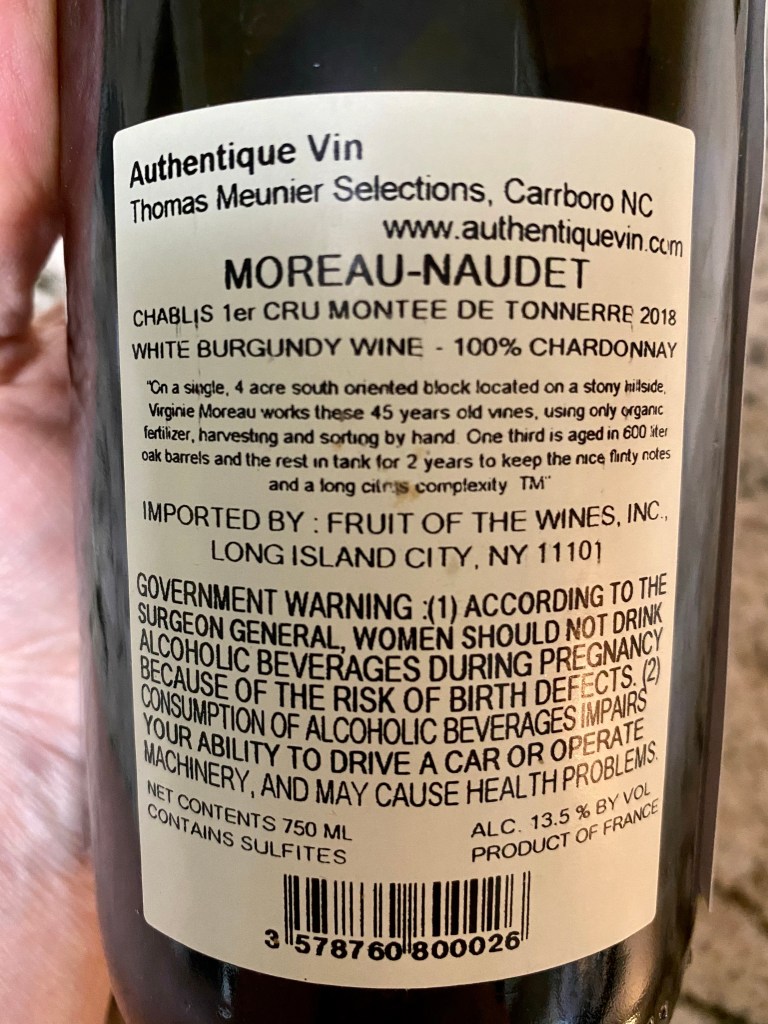 Authentique Vin
Thomas Meunier Selections, Carrboro NC
www.authentiquevin.com
MOREAU-NAUDET
CHABLIS 1er CRU MONTEE DE TONNERRE 2018
WHITE BURGUNDY WINE - 100% CHARDONNAY
"On a single, 4 acre south oriented block located on a stony hillside,
Virginie Moreau works these 45 years old vines, using only organic
fertilizer, harvesting and sorting by hand. One third is aged in 600 liter
oak barrels and the rest in tank for 2 years to keep the nice flinty notes
and a long citrus complexity TM"
IMPORTED BY : FRUIT OF THE WINES, INC.,
LONG ISLAND CITY, NY 11101
GOVERNMENT WARNING :(1) ACCORDING TO THE
SURGEON GENERAL, WOMEN SHOULD NOT DRINK
ALCOHOLIC BEVERAGES DURING PREGNANCY
BECAUSE OF THE RISK OF BIRTH DEFECTS. (2)
CONSUMPTION OF ALCOHOLIC BEVERAGES IMPAIRS
YOUR ABILITY TO DRIVE A CAR OR OPERATE
MACHINERY, AND MAY CAUSE HEALTH PROBLEMS.
NET CONTENTS 750 ML
CONTAINS SULFITES
ALC. 13.5 % BY VOL
PRODUCT OF FRANCE
3 578760 800026